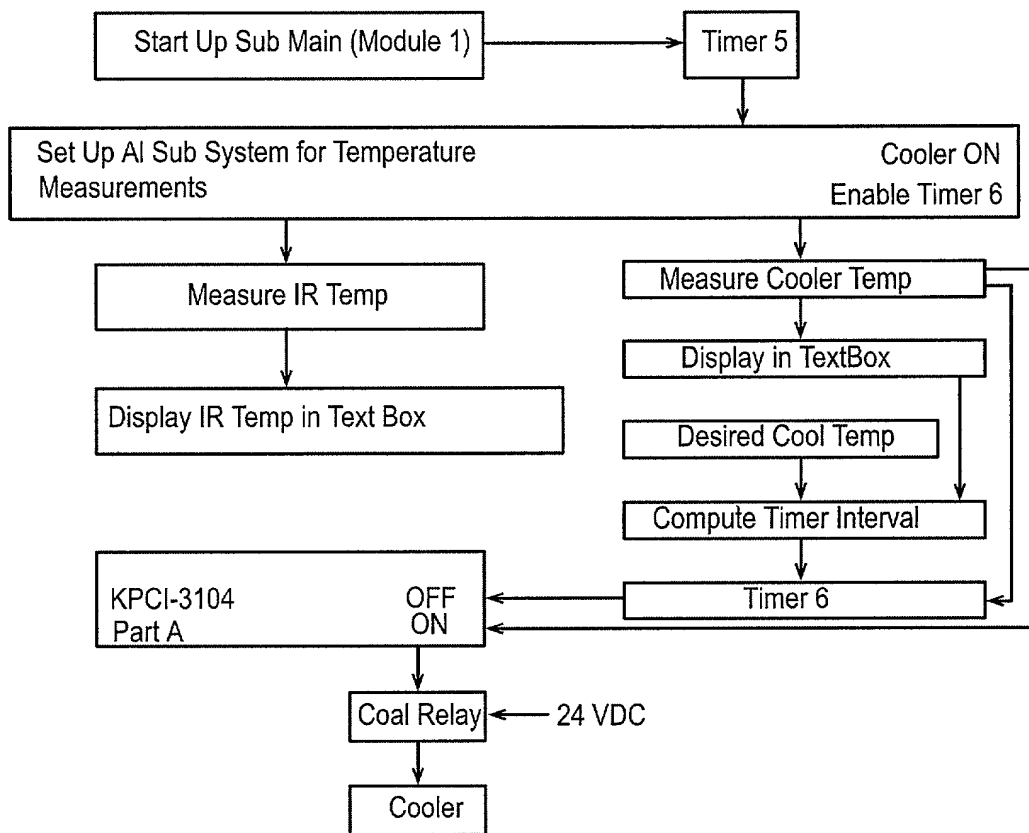 Start Up Sub Main (Module 1)
Timer 5
Set Up AI Sub System for Temperature
Measurements
Cooler ON
Enable Timer 6
Measure IR Temp
Measure Cooler Temp
Display in TextBox
Display IR Temp in Text Box
Desired Cool Temp
Compute Timer Interval
Timer 6
KPCI-3104
Part A
OFF
ON
Coal Relay
24 VDC
Cooler